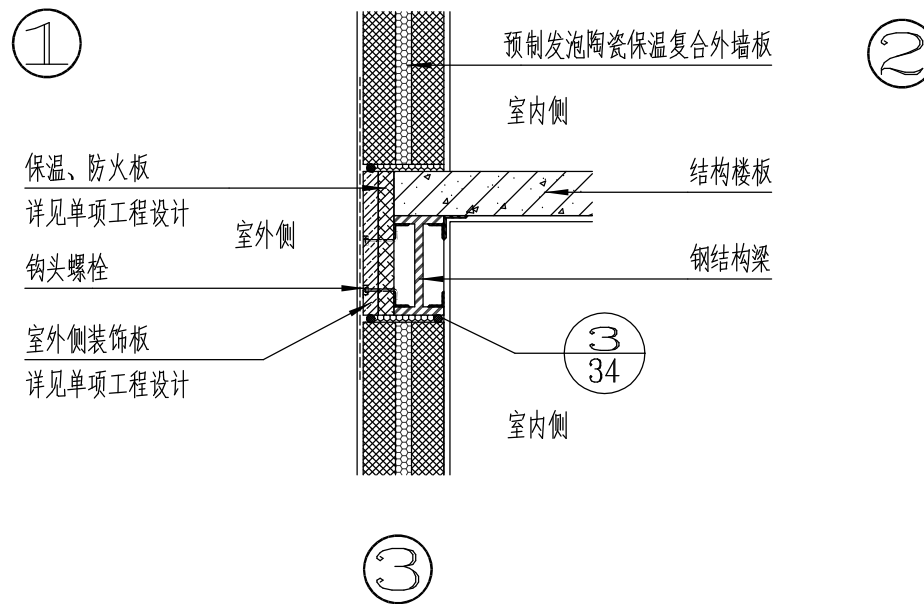 1
预制发泡陶瓷保温复合外墙板
2
室内侧
保温、防火板
详见单项工程设计
结构楼板
室外侧
钩头螺栓
钢结构梁
室外侧装饰板
详见单项工程设计
3
34
室内侧
3